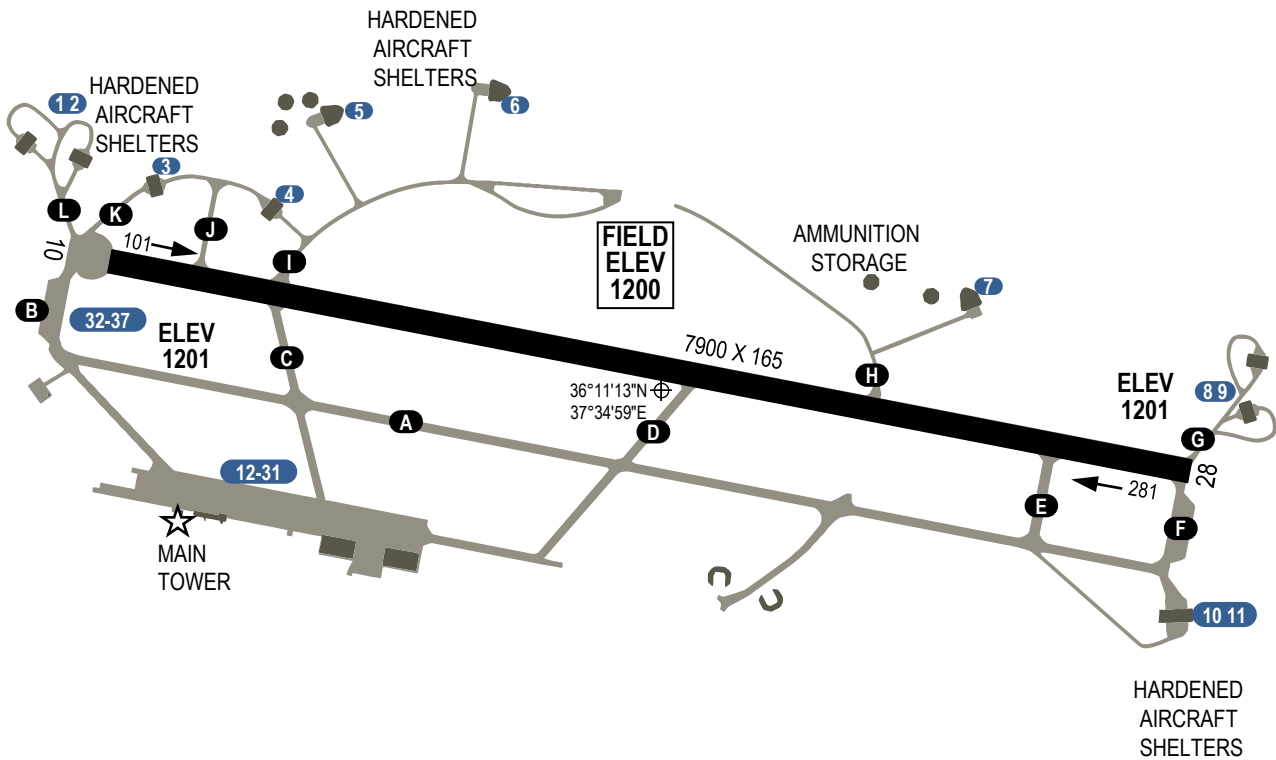 HARDENED
AIRCRAFT
SHELTERS
6
5
1 2
HARDENED
AIRCRAFT
SHELTERS
3
4
L
K
J
10
101
I
FIELD
ELEV
1200
AMMUNITION
STORAGE
7
B
32-37
ELEV
1201
C
7900 X 165
H
36°11'13"N
37°34'59"E
ELEV
1201
8 9
A
D
G
12-31
28
281
E
F
MAIN
TOWER
10 11
HARDENED
AIRCRAFT
SHELTERS